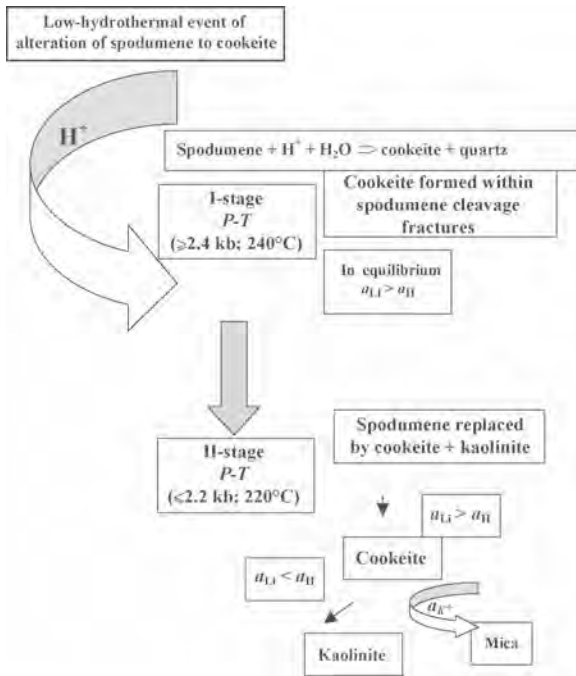 Low-hydrothermal event of
alteration of spodumene to cookeite
H⁺
Spodumene + H⁺ + H₂O ⇒ cookeite + quartz
I-stage
P-T
(⩾2.4 kb; 240°C)
Cookeite formed within
spodumene cleavage
fractures
In equilibrium
aLI > aH
II-stage
P-T
(⩽2.2 kb; 220°C)
Spodumene replaced
by cookeite + kaolinite
aLi > aH
Cookeite
aLi < aH
aK⁺
Mica
Kaolinite